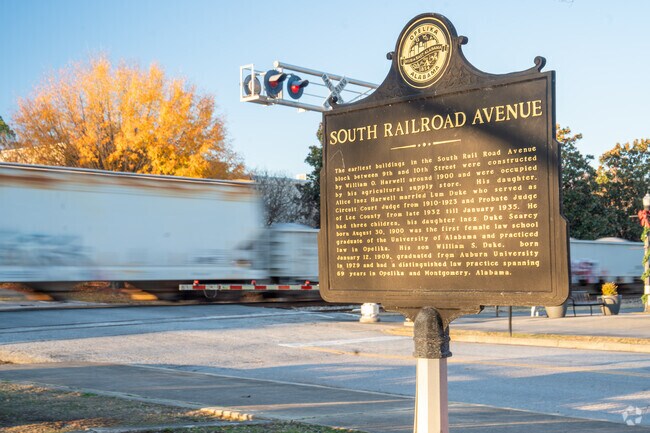 OPELIKA
ALABAMA
SOUTH RAILROAD AVENUE
The earliest buildings in the South Rail Road Avenue
block between 9th and 10th Street were constructed
by William O. Harwell around 1900 and were occupied
by his agricultural supply store. His daughter
Alice Inez Harwell married Lum Duke who served as
Circuit Court Judge from 1910-1923 and Probate Judge
of Lee County from late 1932 till January 1935. He
had three children, his daughter Inez Duke Searcy
born August 30, 1900 was the first female law school
graduate of the University of Alabama and practiced
law in Opelika. His son William S. Duke, born
January 12, 1909, graduated from Auburn University
in 1929 and had a distinguished law practice spanning
69 years in Opelika and Montgomery, Alabama.